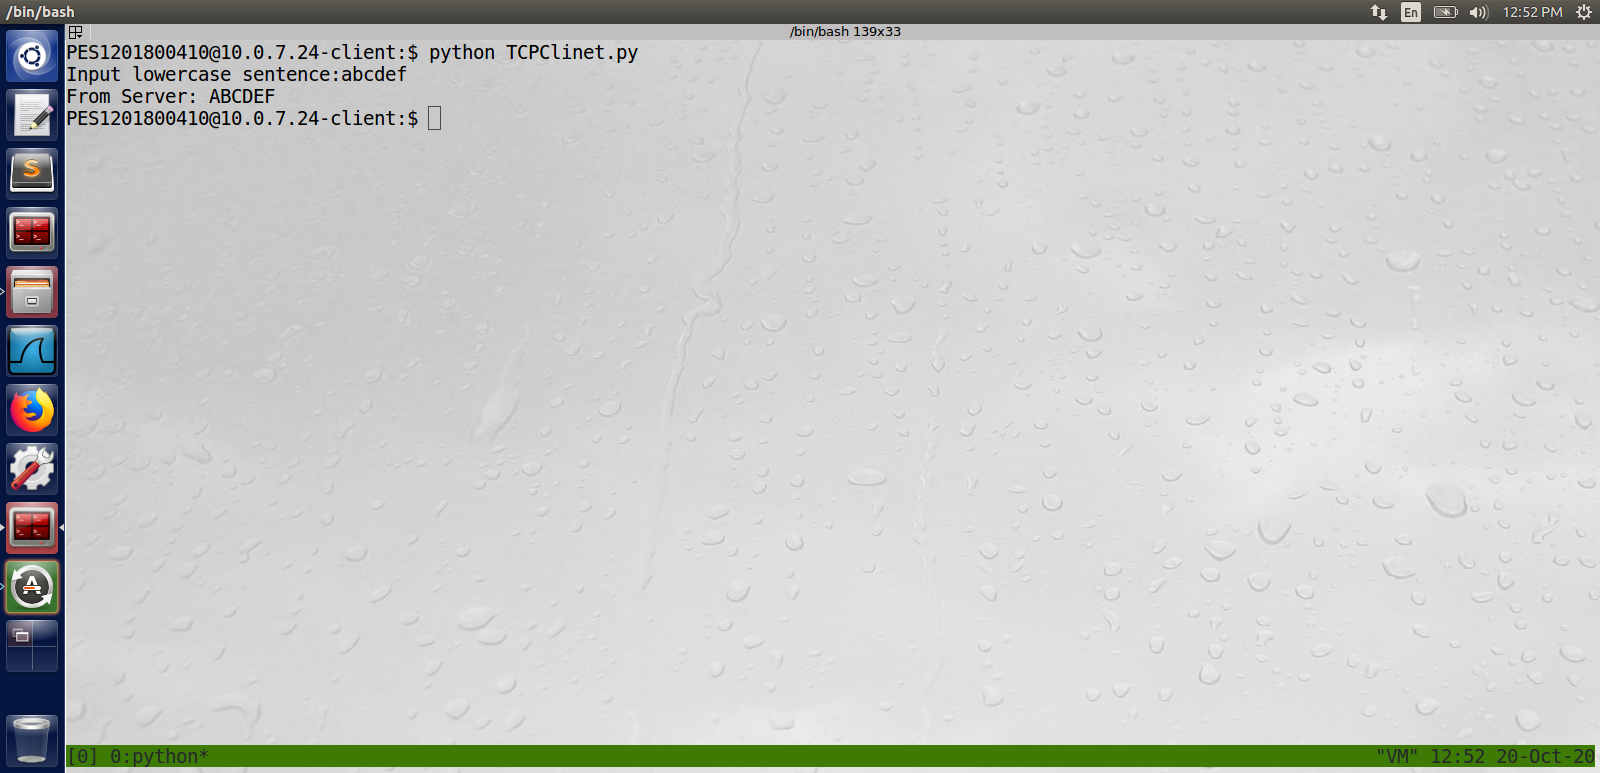 /bin/bash
En
12:52 PM
/bin/bash 139x33
PES1201800410@10.0.7.24-client:$ python TCPClinet.py
Input lowercase sentence:abcdef
From Server: ABCDEF
PES1201800410@10.0.7.24-client:$
[0] 0:python* "VM" 12:52 20-Oct-20